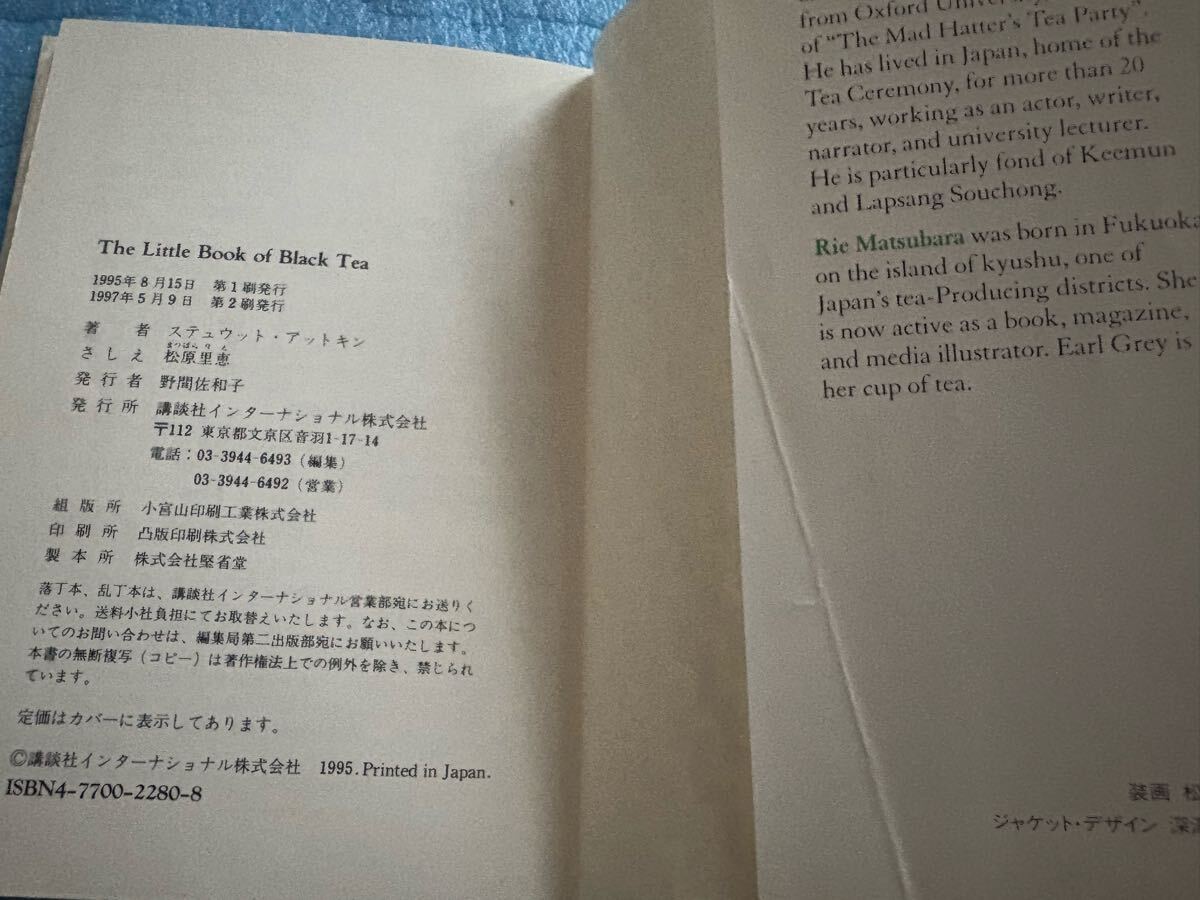 The Little Book of Black Tea
1995年8月15日 第1刷発行
1997年5月9日 第2刷発行
著 者 ステュウット・アットキン
まつばらりえ
さしえ 松原里恵
発行者 野間佐和子
発行所 講談社インターナショナル株式会社
〒112 東京都文京区音羽1-17-14
電話：03-3944-6493（編集）
03-3944-6492（営業）
組版所 小宮山印刷工業株式会社
印刷所 凸版印刷株式会社
製本所 株式会社堅省堂
落丁本、乱丁本は、講談社インターナショナル営業部宛にお送りく
ださい。送料小社負担にてお取替えいたします。なお、この本につ
いてのお問い合わせは、編集局第二出版部宛にお願いいたします。
本書の無断複写（コピー）は著作権法上での例外を除き、禁じられ
ています。
定価はカバーに表示してあります。
©講談社インターナショナル株式会社 1995. Printed in Japan.
ISBN4-7700-2280-8
from Oxford
of "The Mad Hatter's Tea Party".
He has lived in Japan, home of the
Tea Ceremony, for more than 20
years, working as an actor, writer,
narrator, and university lecturer.
He is particularly fond of Keemun
and Lapsang Souchong.
Rie Matsubara was born in Fukuoka
on the island of kyushu, one of
Japan's tea-Producing districts. She
is now active as a book, magazine,
and media illustrator. Earl Grey is
her cup of tea.
装画 松
ジャケット・デザイン 深